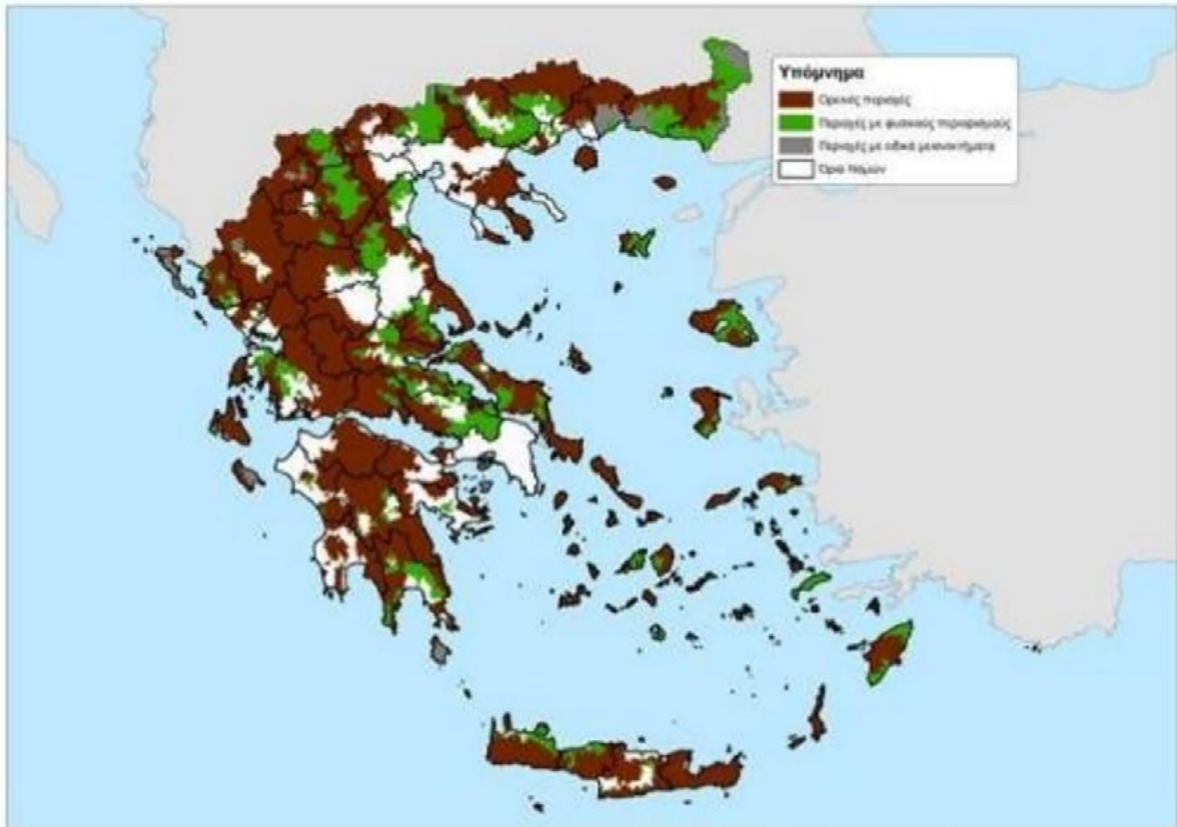 Υπόμνημα
Ορεινές περιοχές
Περιοχές με φυσικούς περιορισμούς
Περιοχές με ειδικά μειονεκτήματα
Όρια Νομών